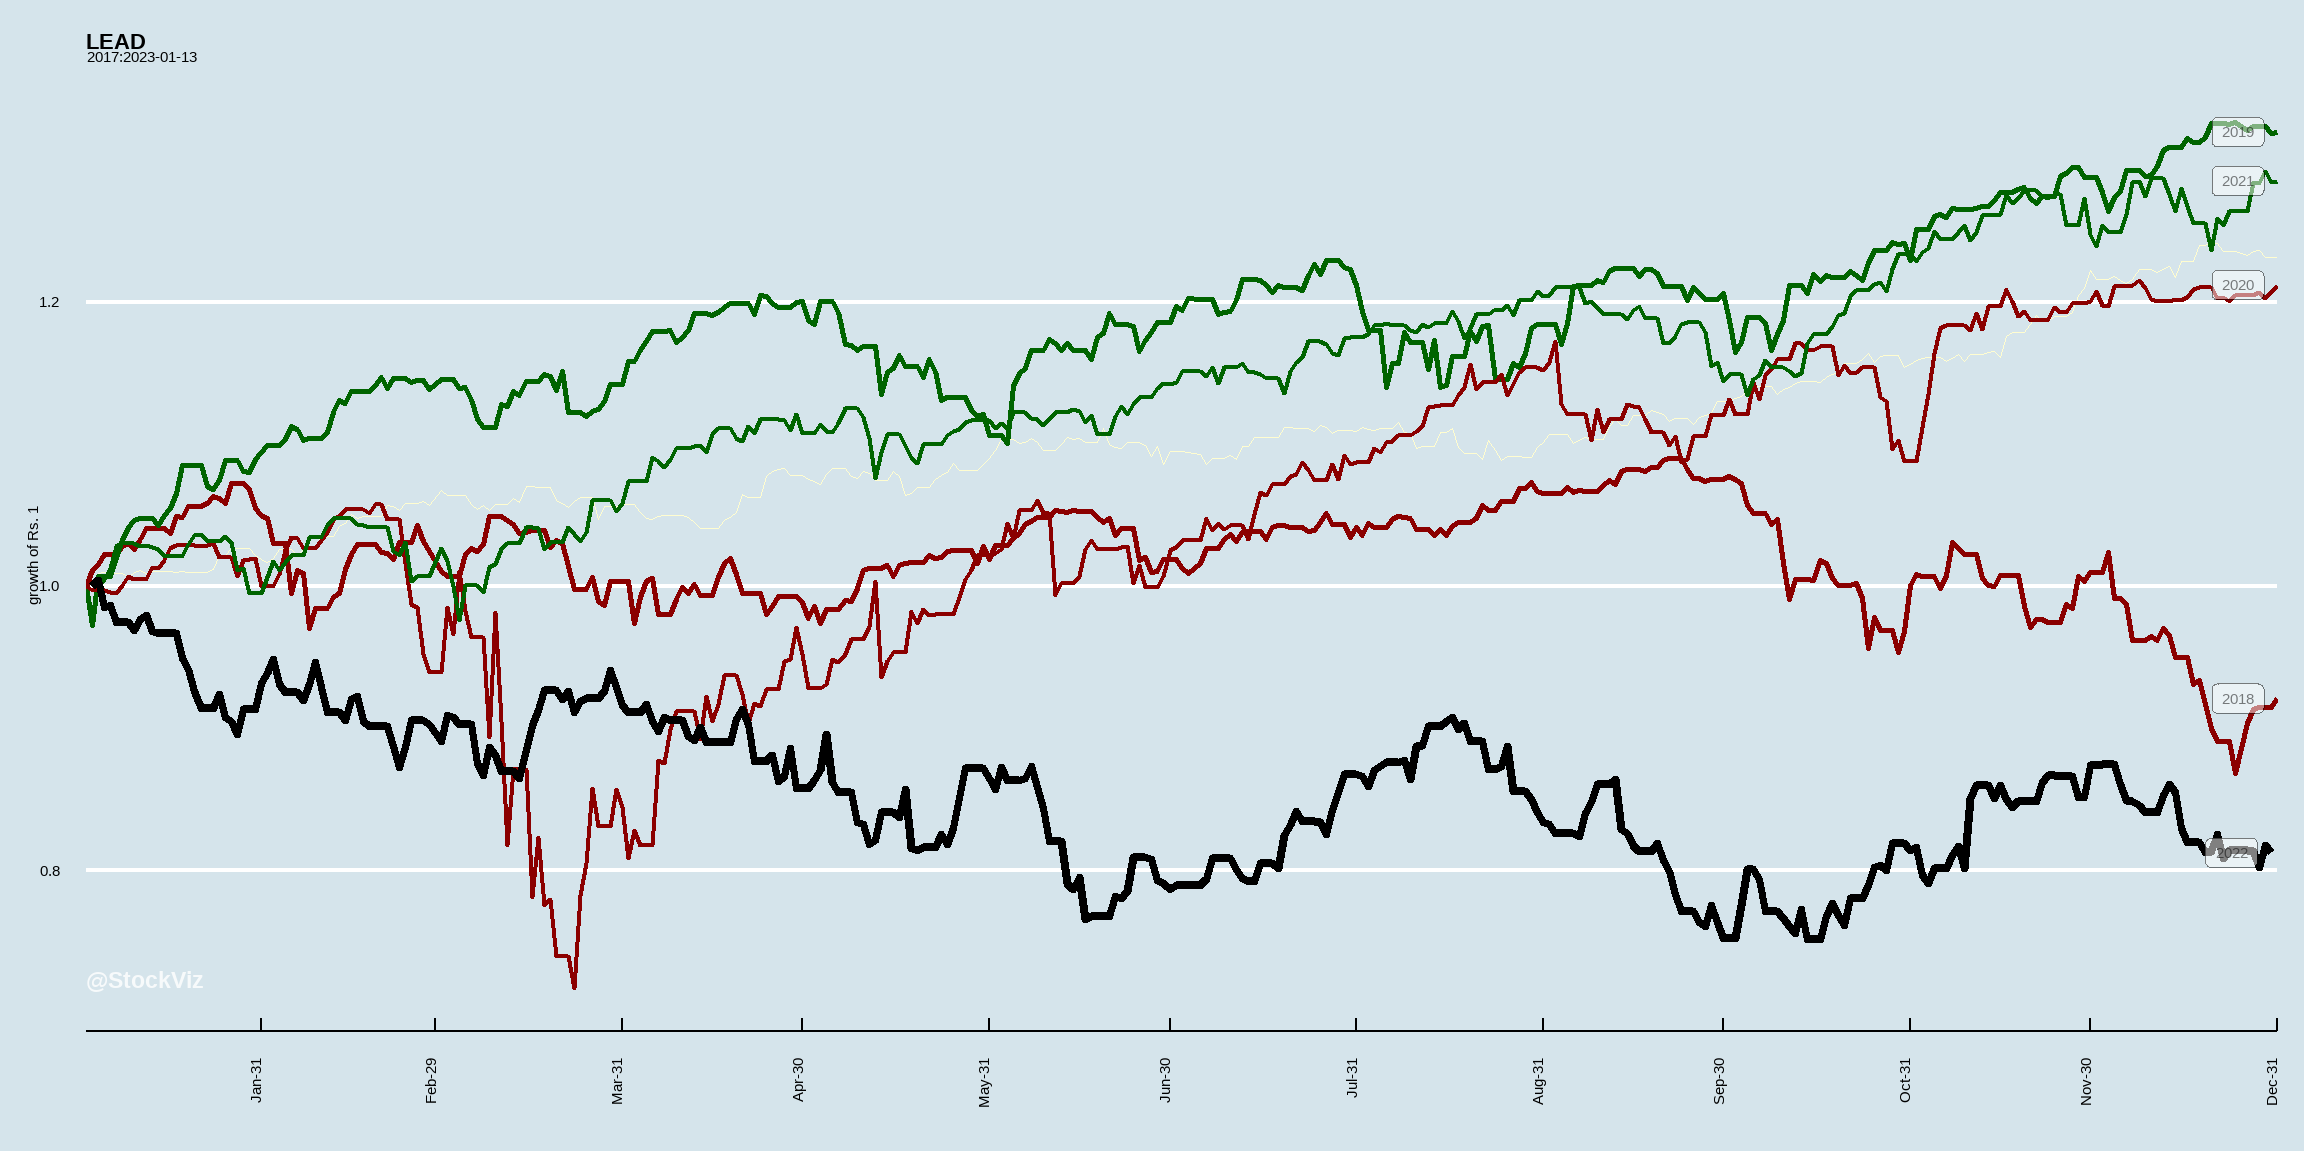 LEAD
2017:2023-01-13
2019
2021
1.2
2020
growth of Rs. 1
1.0
2018
2022
0.8
@StockViz
Jan-31
Feb-29
Mar-31
Apr-30
May-31
Jun-30
Jul-31
Aug-31
Sep-30
Oct-31
Nov-30
Dec-31